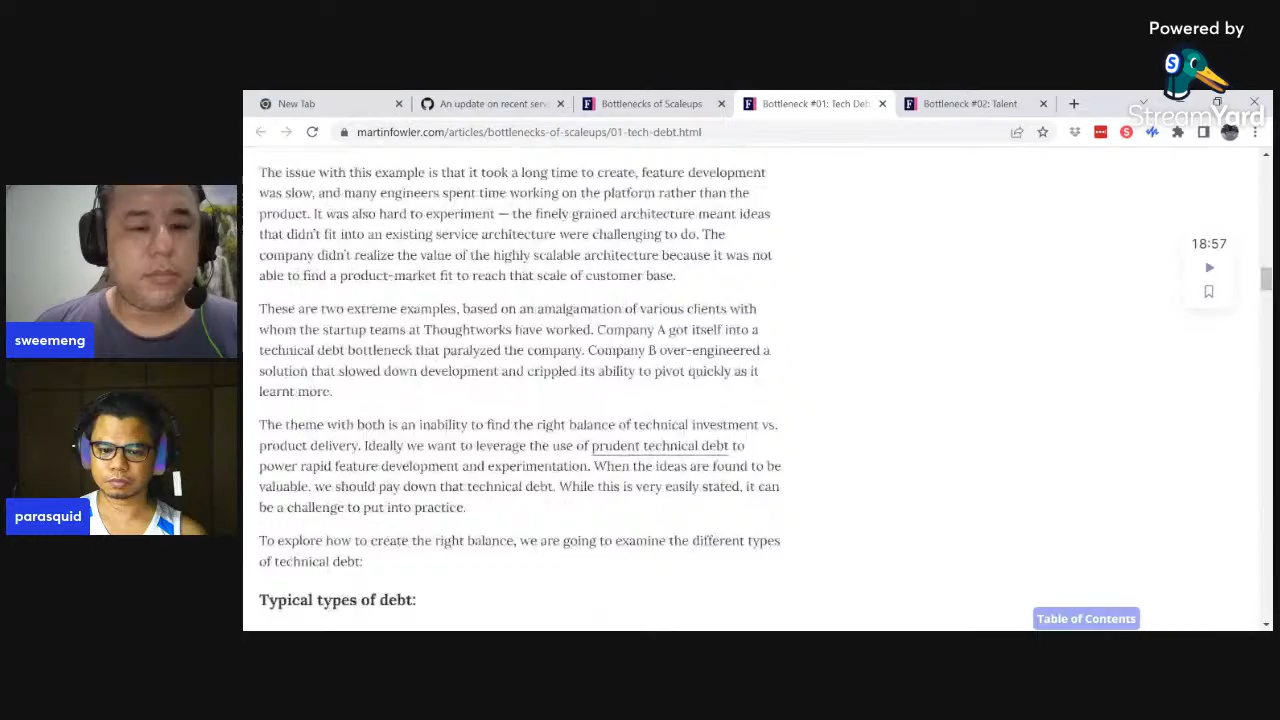 Powered by
StreamYard
New Tab
An update on recent serv
Bottlenecks of Scaleups
Bottleneck #01: Tech Deb
Bottleneck #02: Talent
martinfowler.com/articles/bottlenecks-of-scaleups/01-tech-debt.html
The issue with this example is that it took a long time to create, feature development
was slow, and many engineers spent time working on the platform rather than the
product. It was also hard to experiment — the finely grained architecture meant ideas
that didn't fit into an existing service architecture were challenging to do. The
company didn't realize the value of the highly scalable architecture because it was not
able to find a product-market fit to reach that scale of customer base.
18:57
These are two extreme examples, based on an amalgamation of various clients with
whom the startup teams at Thoughtworks have worked. Company A got itself into a
technical debt bottleneck that paralyzed the company. Company B over-engineered a
solution that slowed down development and crippled its ability to pivot quickly as it
learnt more.
sweemeng
The theme with both is an inability to find the right balance of technical investment vs.
product delivery. Ideally we want to leverage the use of prudent technical debt to
power rapid feature development and experimentation. When the ideas are found to be
valuable, we should pay down that technical debt. While this is very easily stated, it can
be a challenge to put into practice.
parasquid
To explore how to create the right balance, we are going to examine the different types
of technical debt:
Typical types of debt:
Table of Contents